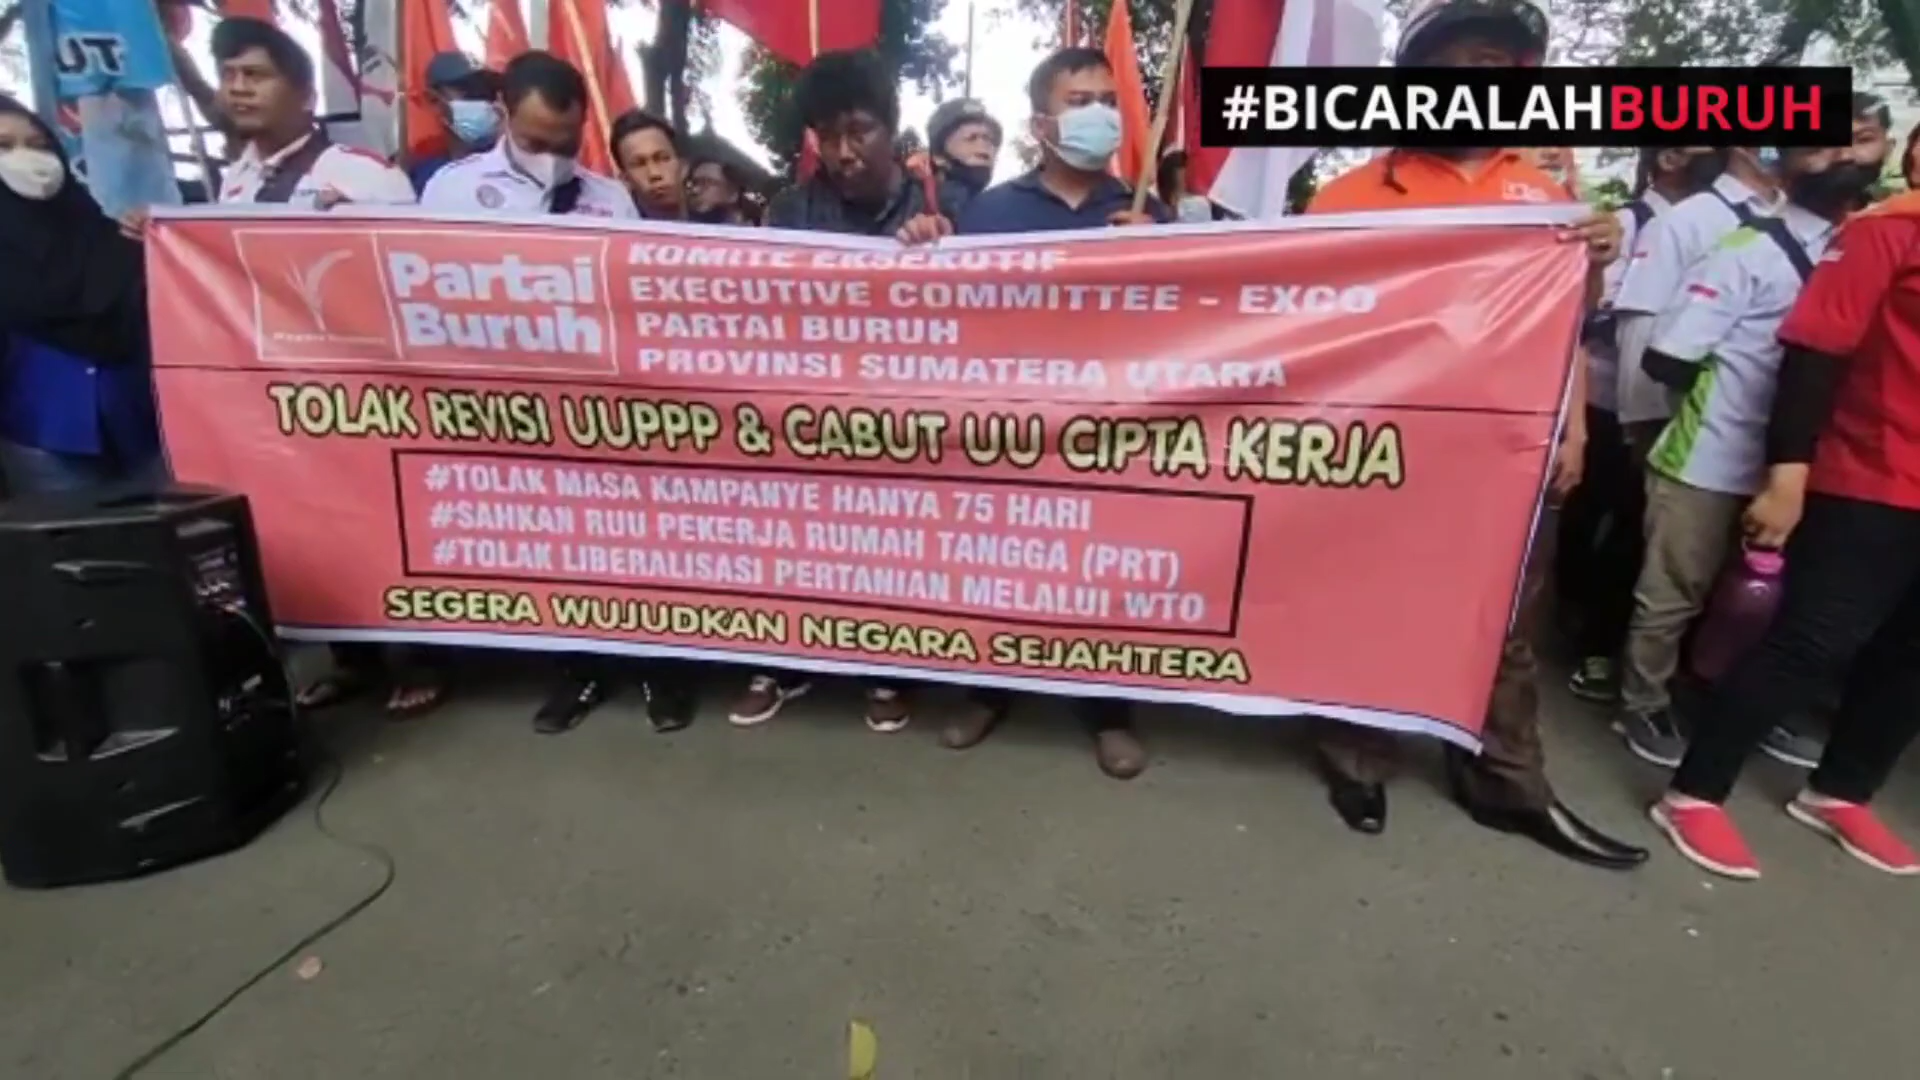 #BICARALAHBURUH
UT
Partai
Buruh
KOMITE EKSEKUTIF
EXECUTIVE COMMITTEE - EXCO
PARTAI BURUH
PROVINSI SUMATERA UTARA
TOLAK REVISI UUPPP & CABUT UU CIPTA KERJA
#TOLAK MASA KAMPANYE HANYA 75 HARI
#SAHKAN RUU PEKERJA RUMAH TANGGA (PRT)
#TOLAK LIBERALISASI PERTANIAN MELALUI WTO
SEGERA WUJUDKAN NEGARA SEJAHTERA